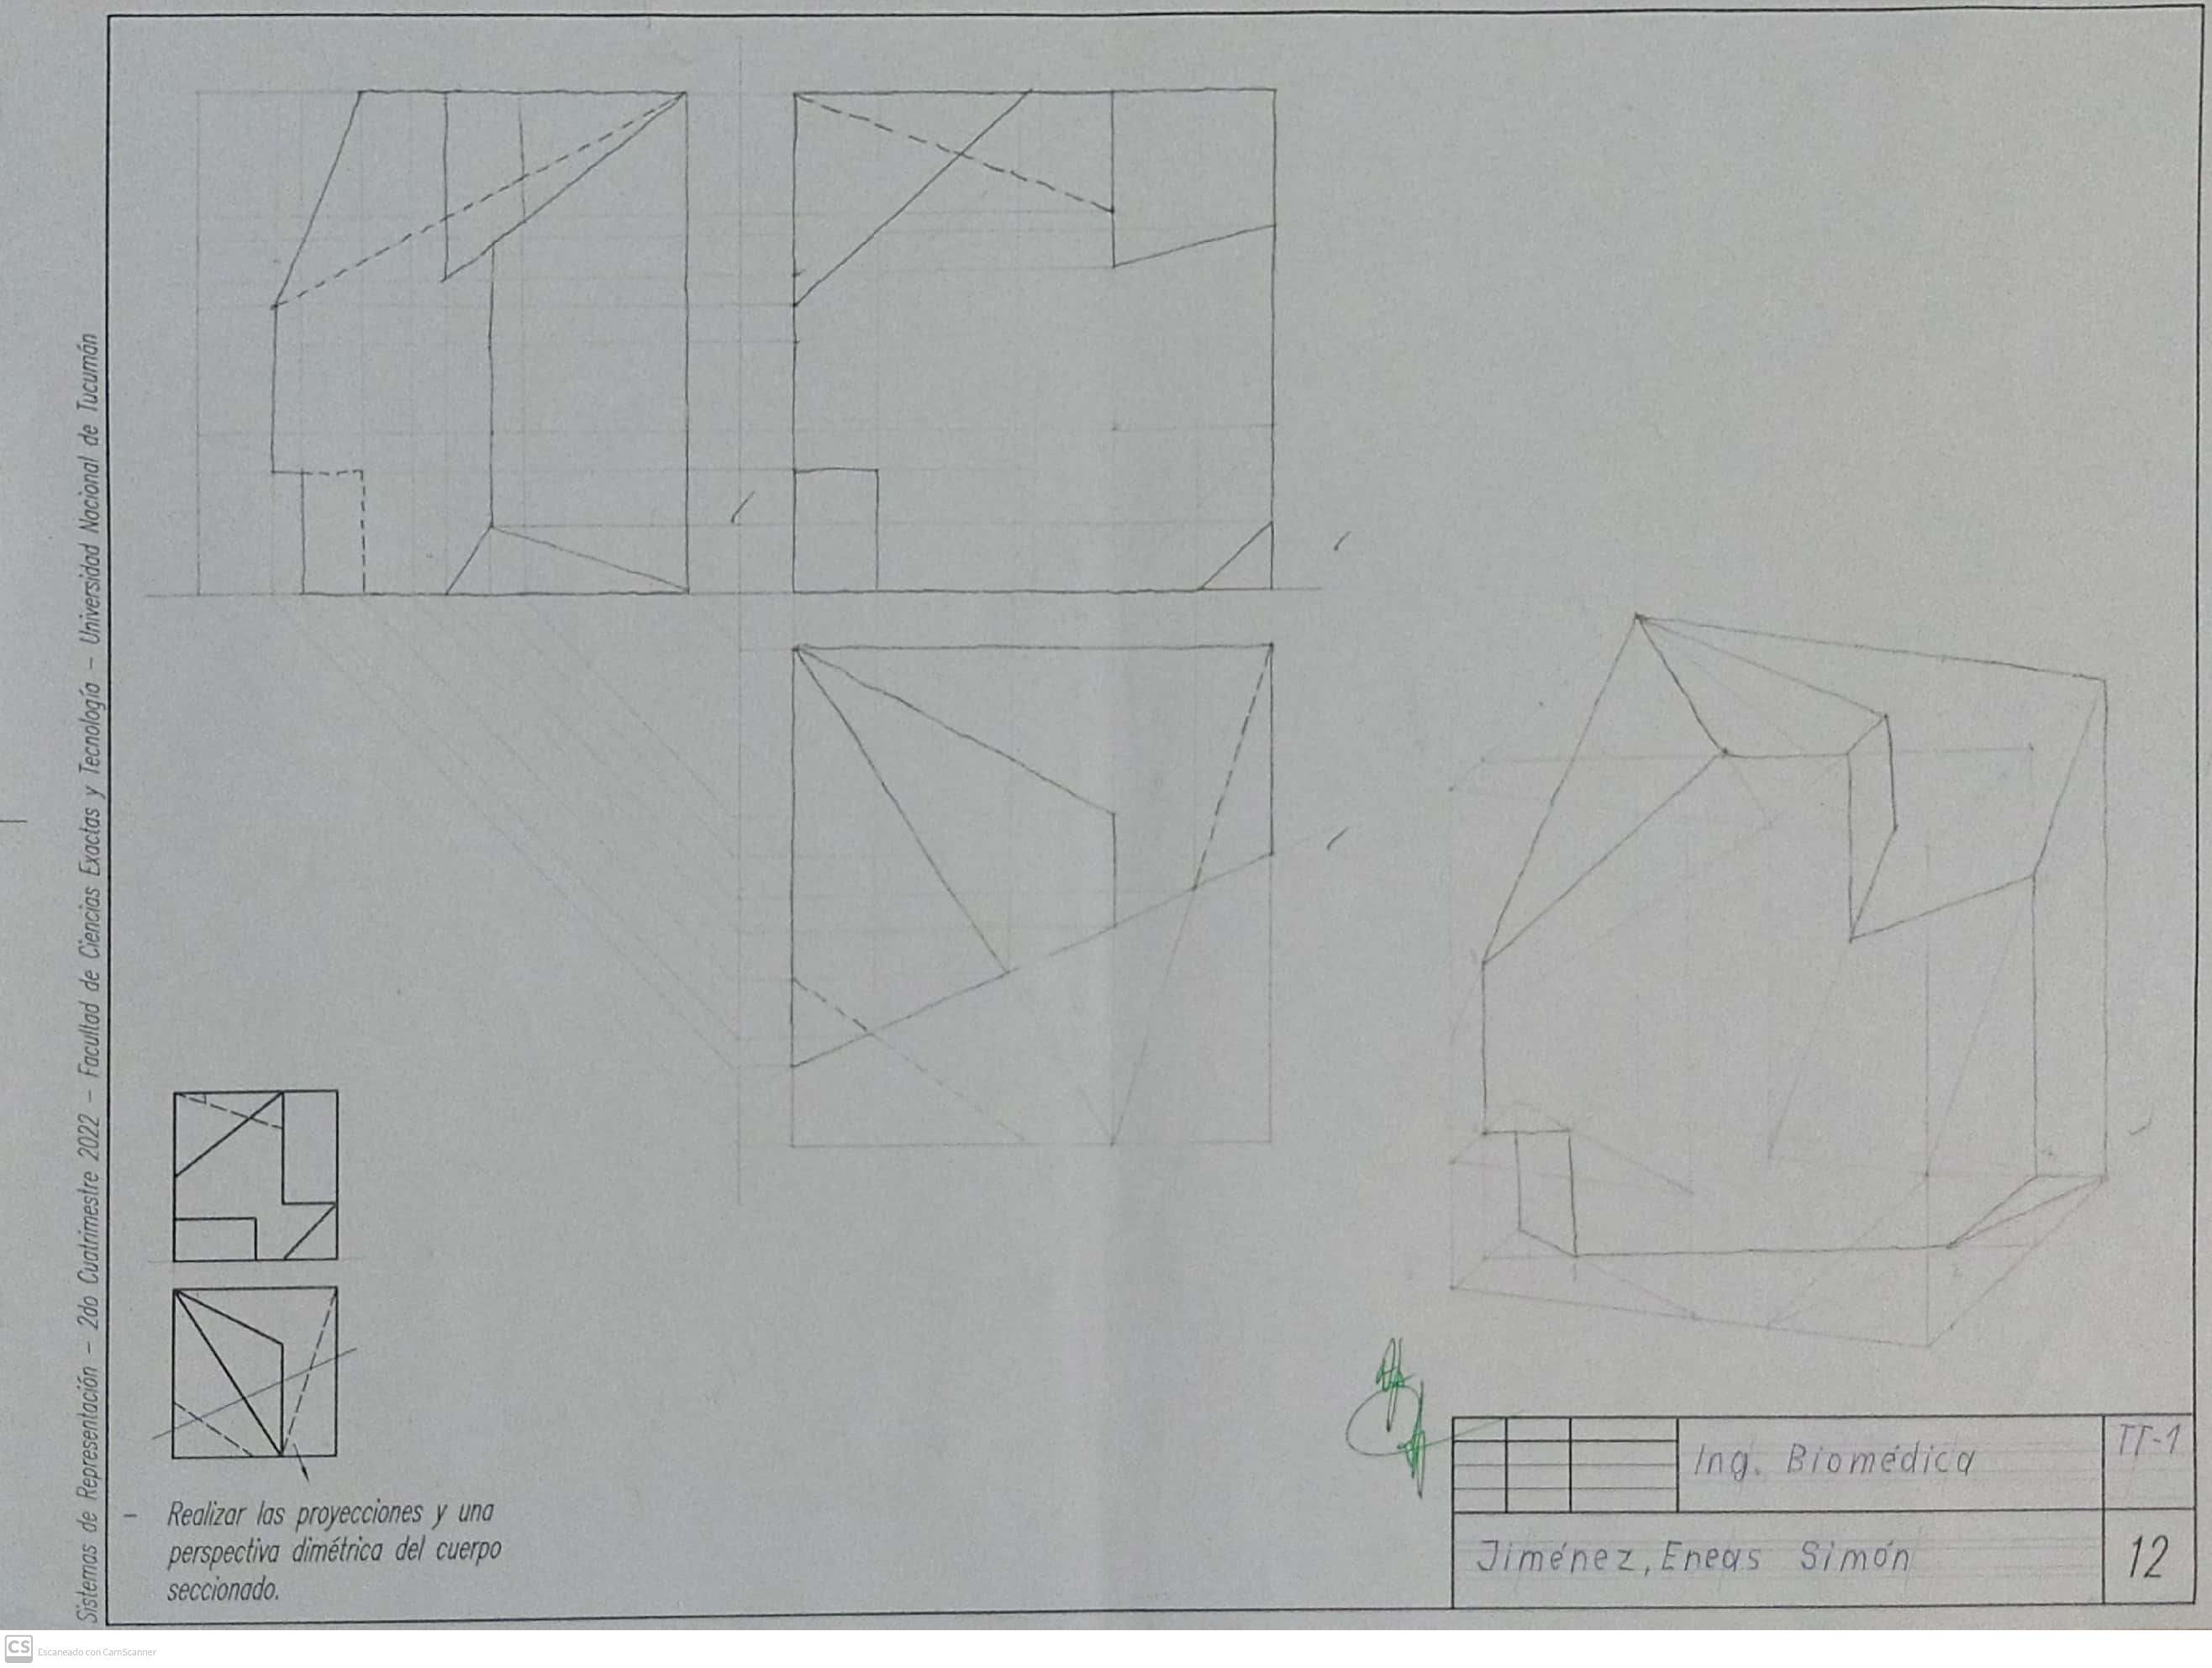 Sistemas de Representación - 2do Cuatrimestre 2022 - Facultad de Ciencias Exactas y Tecnología - Universidad Nacional de Tucumán
- Realizar las proyecciones y una
perspectiva dimétrica del cuerpo
seccionado.
Ing. Biomédica
TT-1
Jiménez, Eneas Simón
12
CS Escaneado con CamScanner